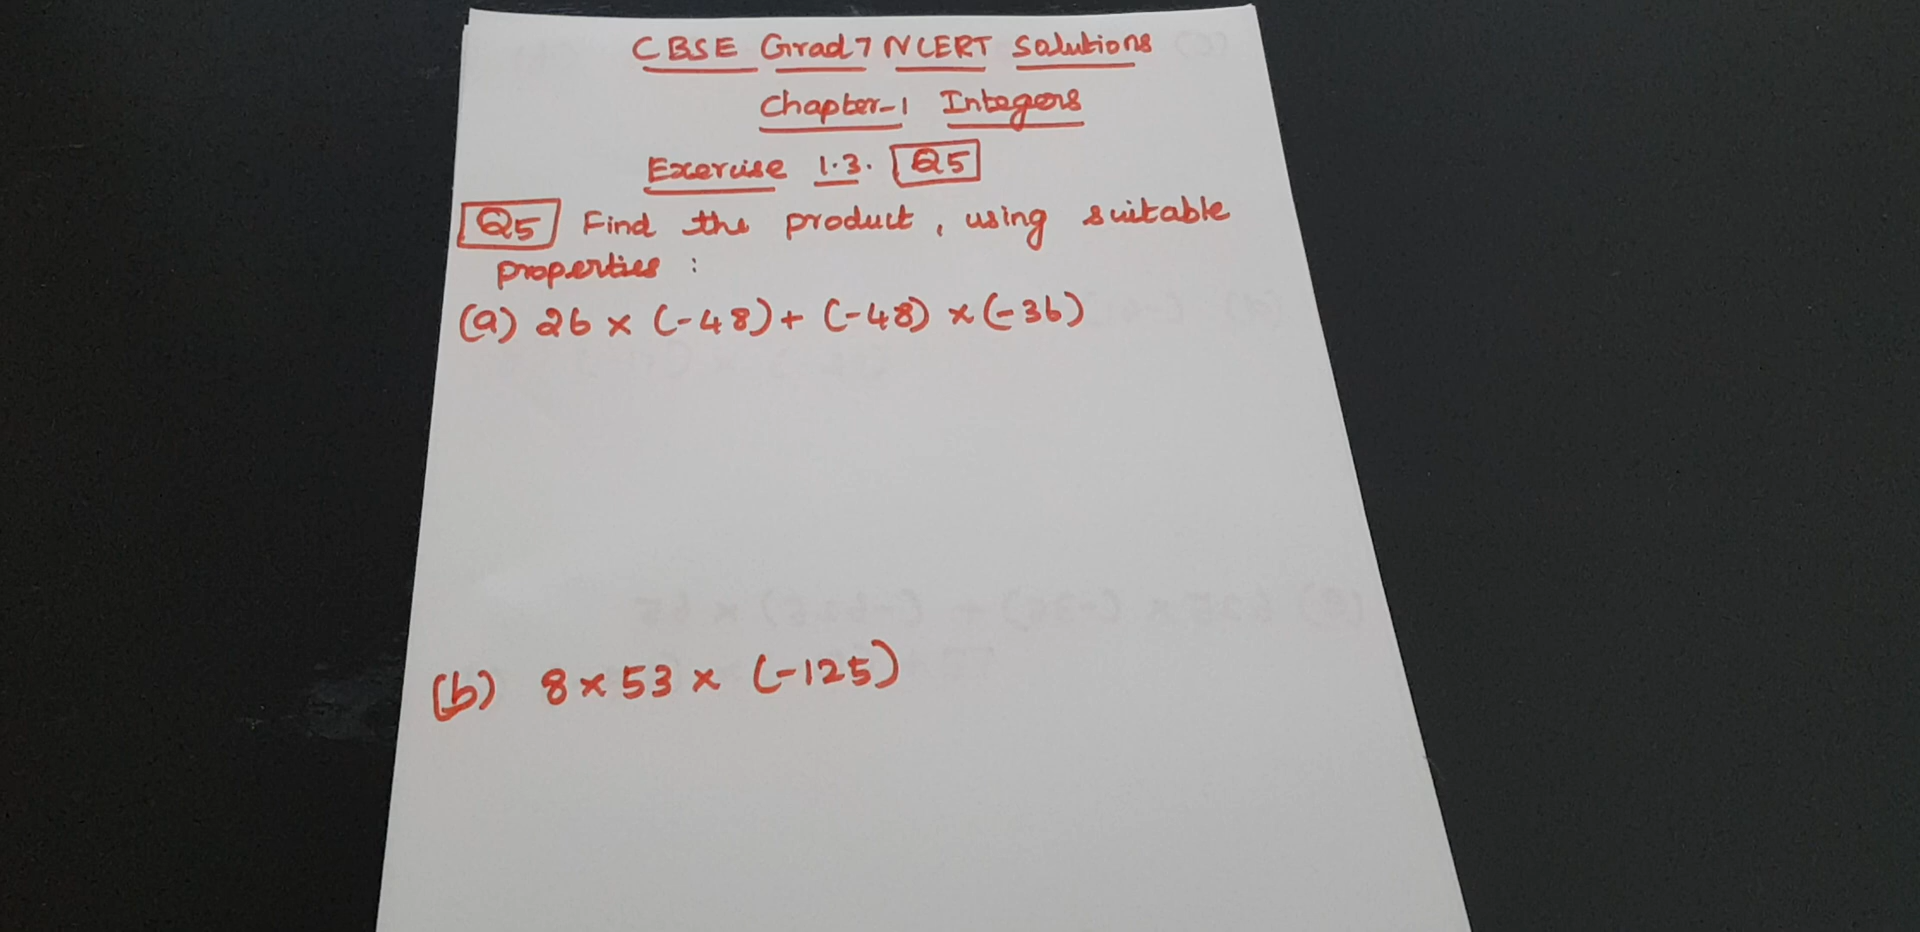 CBSE Grad 7 NCERT Solutions
Chapter-1 Integers
Exercise 1.3. Q5
Q5 Find the product, using suitable
properties :
(a) 26 × (-48) + (-48) × (-36)
(b) 8 × 53 × (-125)